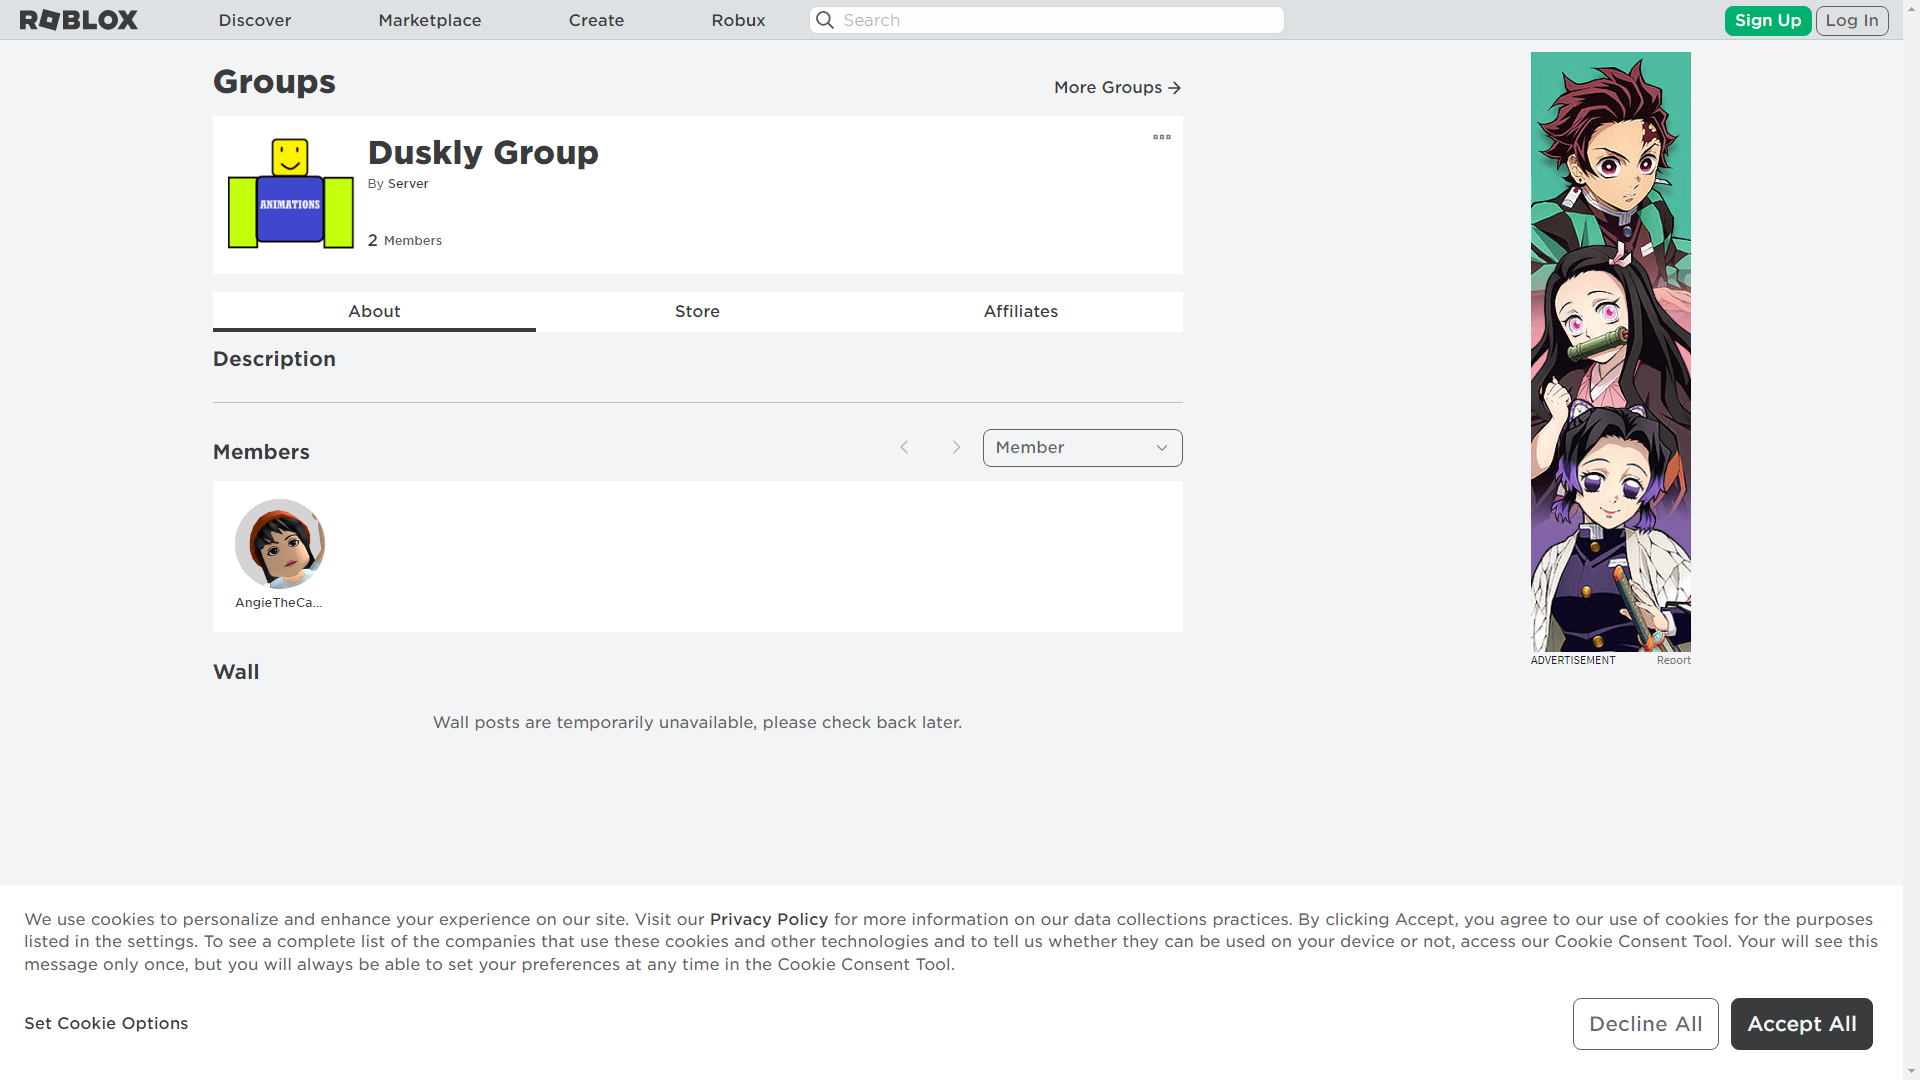 ROBLOX
Discover
Marketplace
Create
Robux
Search
Sign Up
Log In
Groups
More Groups
ANIMATIONS
Duskly Group
By Server
2 Members
About
Store
Affiliates
Description
Members
Member
AngieTheCa...
Wall
Wall posts are temporarily unavailable, please check back later.
ADVERTISEMENT
Report
We use cookies to personalize and enhance your experience on our site. Visit our Privacy Policy for more information on our data collections practices. By clicking Accept, you agree to our use of cookies for the purposes
listed in the settings. To see a complete list of the companies that use these cookies and other technologies and to tell us whether they can be used on your device or not, access our Cookie Consent Tool. Your will see this
message only once, but you will always be able to set your preferences at any time in the Cookie Consent Tool.
Set Cookie Options
Decline All
Accept All